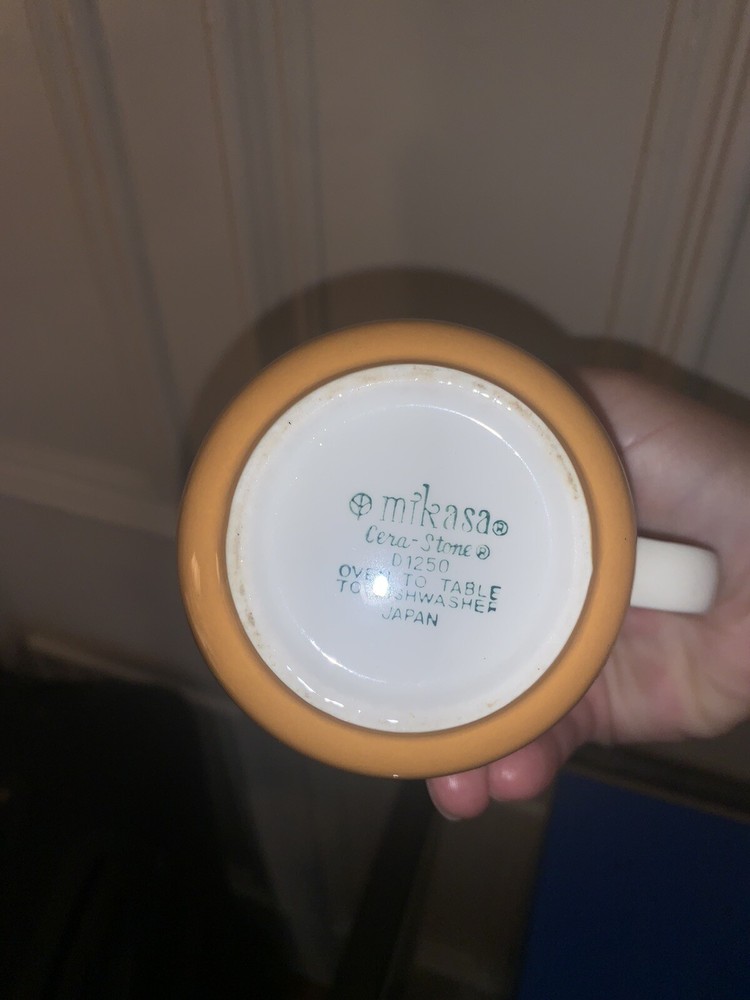 mikasa®
Cera-Stone®
D1250
OVEN TO TABLE
TO DISHWASHER
JAPAN